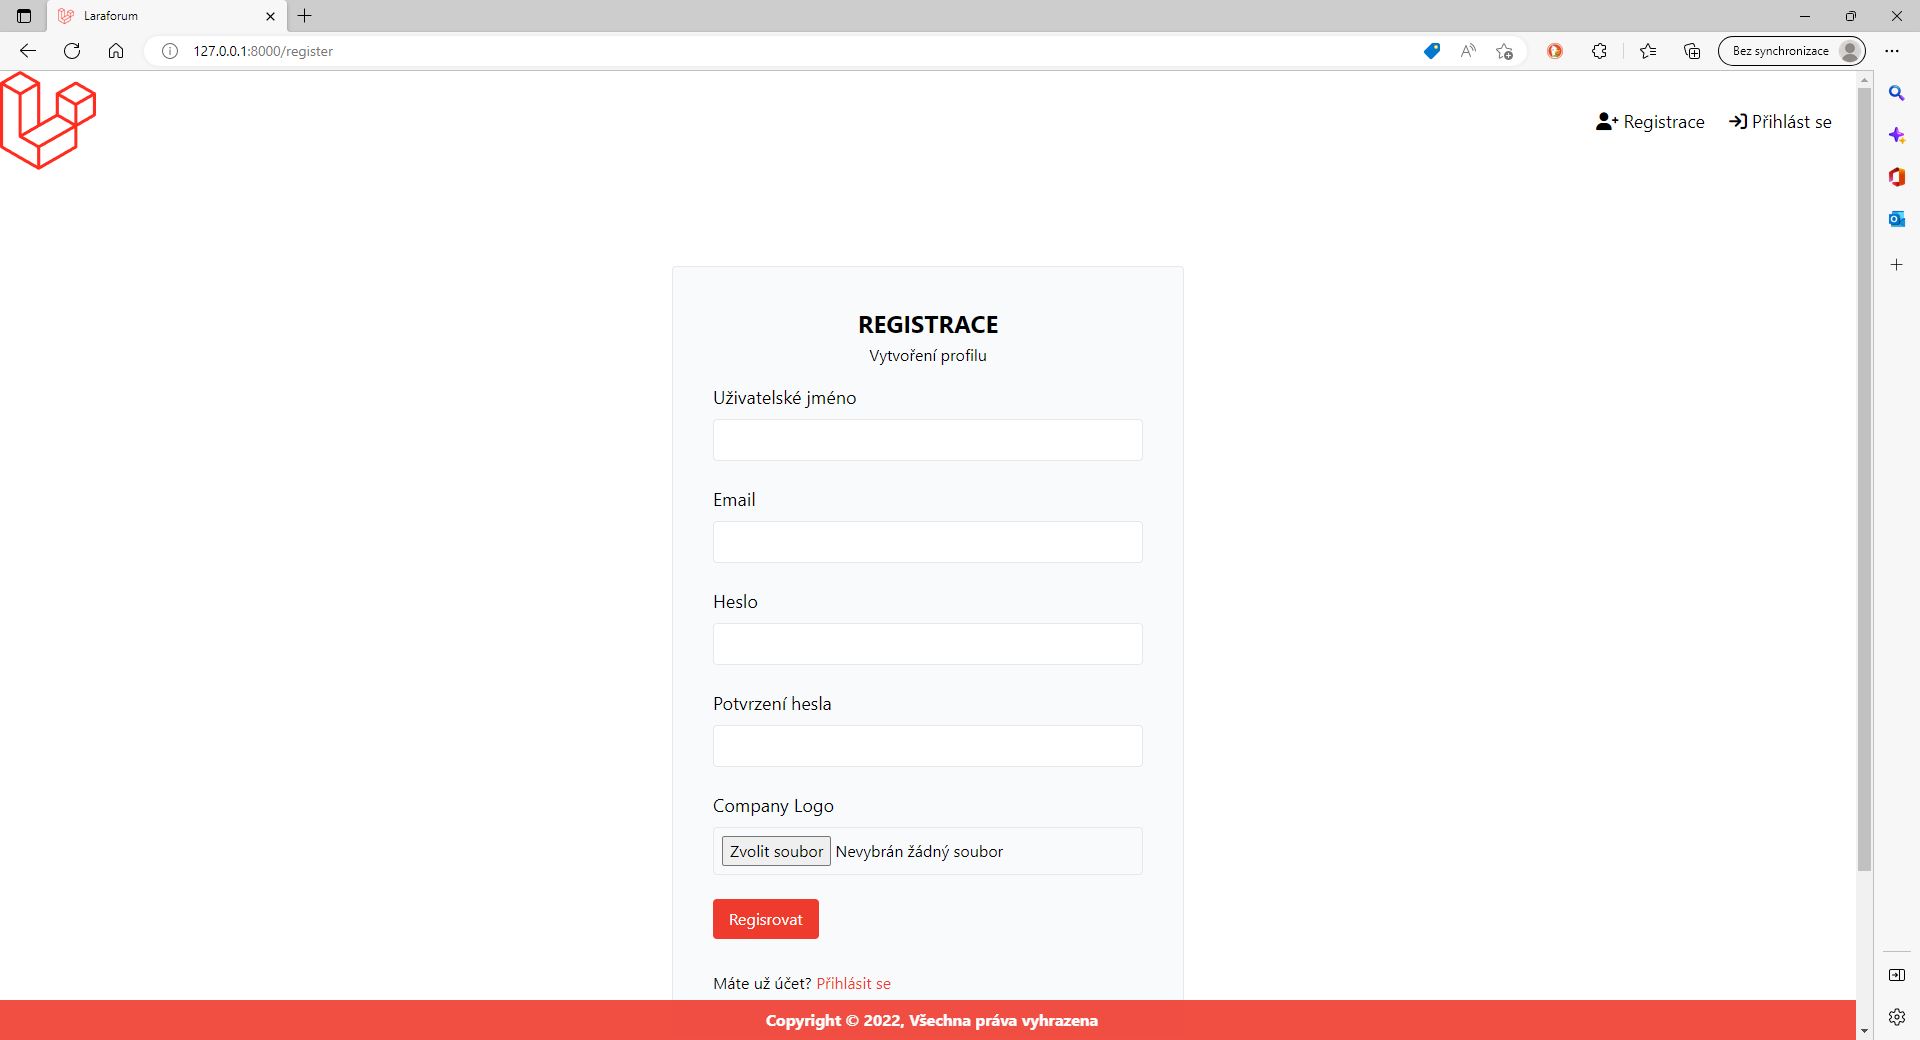 Laraforum
127.0.0.1:8000/register
Bez synchronizace
Registrace
Přihlást se
REGISTRACE
Vytvoření profilu
Uživatelské jméno
Email
Heslo
Potvrzení hesla
Company Logo
Zvolit soubor Nevybrán žádný soubor
Regisrovat
Máte už účet? Přihlásit se
Copyright © 2022, Všechna práva vyhrazena